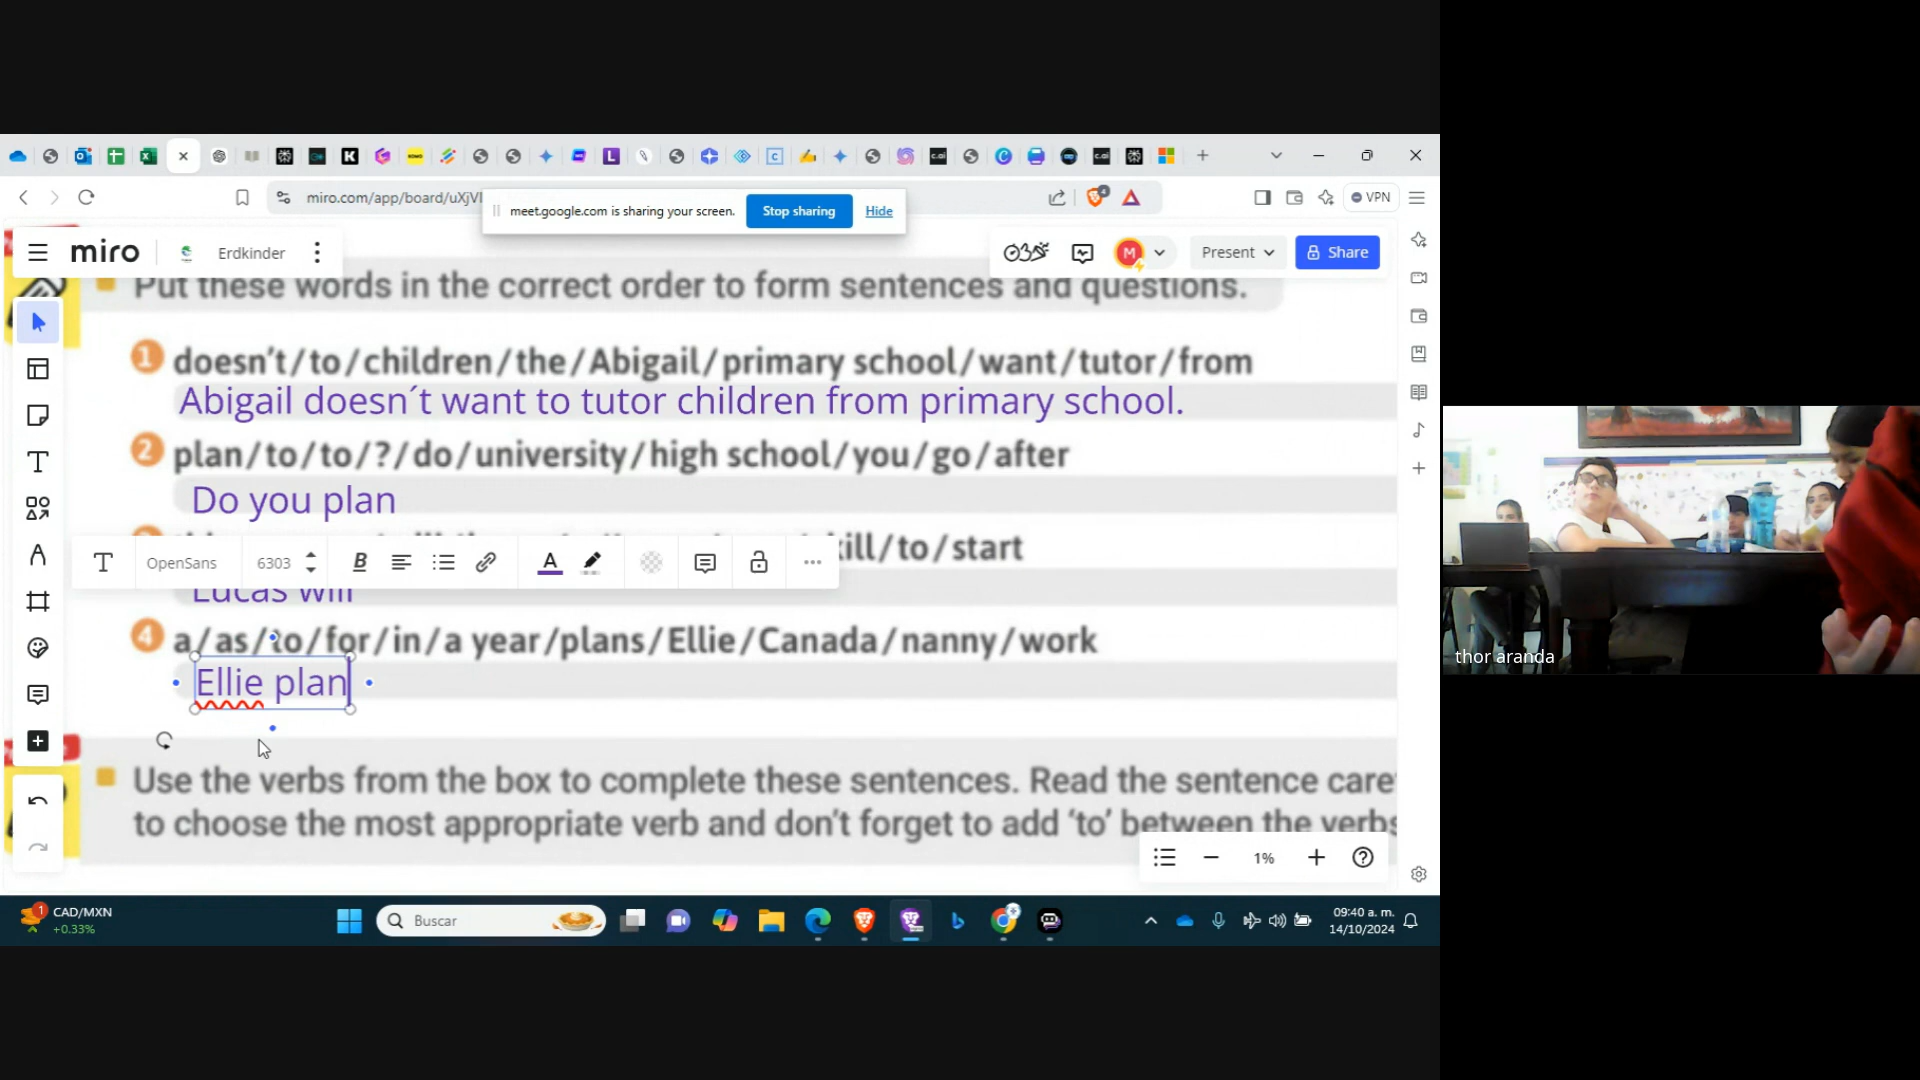 miro.com/app/board/uXjVI
meet.google.com is sharing your screen.
Stop sharing
Hide
VPN
miro
Erdkinder
M
Present
Share
Put these words in the correct order to form sentences and questions.
1 doesn't/to/children/the/Abigail/primary school/want/tutor/from
Abigail doesn´t want to tutor children from primary school.
2 plan/to/to/?/do/university/high school/you/go/after
Do you plan
kill/to/start
OpenSans
6303
Lucas will
4 a/as/to/for/in/a year/plans/Ellie/Canada/nanny/work
Ellie plan
Use the verbs from the box to complete these sentences. Read the sentence care
to choose the most appropriate verb and don't forget to add 'to' between the verbs
1%
thor aranda
CAD/MXN
+0.33%
Buscar
09:40 a. m.
14/10/2024